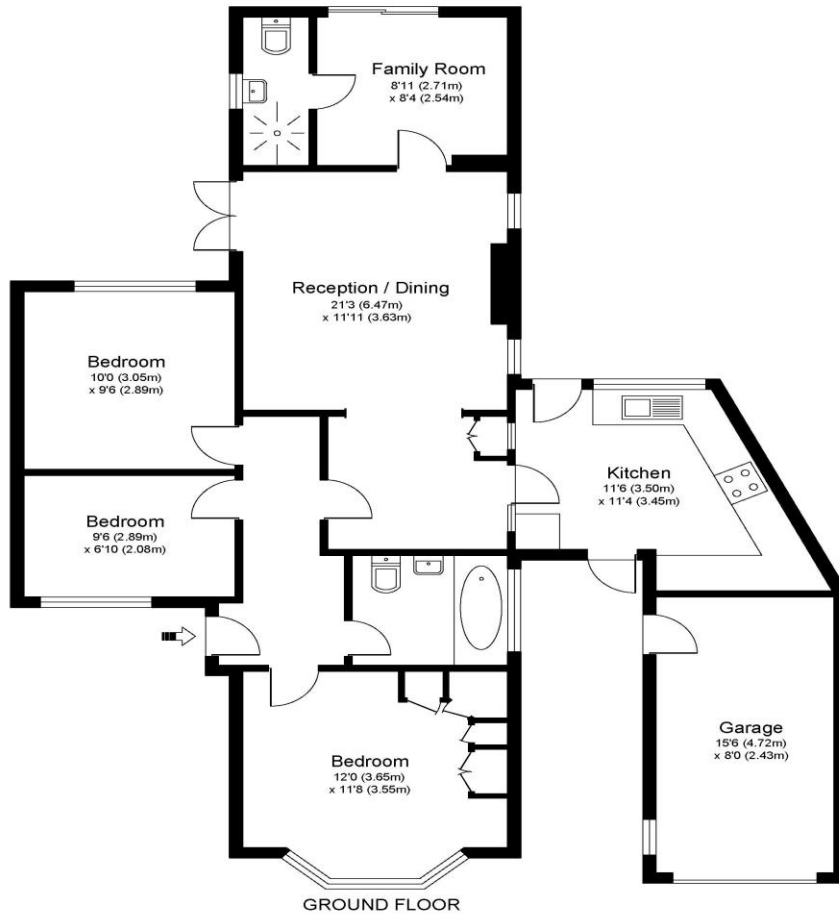 Family Room
8'11 (2.71m)
x 8'4 (2.54m)
Reception / Dining
21'3 (6.47m)
x 11'11 (3.63m)
Bedroom
10'0 (3.05m)
x 9'6 (2.89m)
Kitchen
11'6 (3.50m)
x 11'4 (3.45m)
Bedroom
9'6 (2.89m)
x 6'10 (2.08m)
Garage
15'6 (4.72m)
x 8'0 (2.43m)
Bedroom
12'0 (3.65m)
x 11'8 (3.55m)
GROUND FLOOR